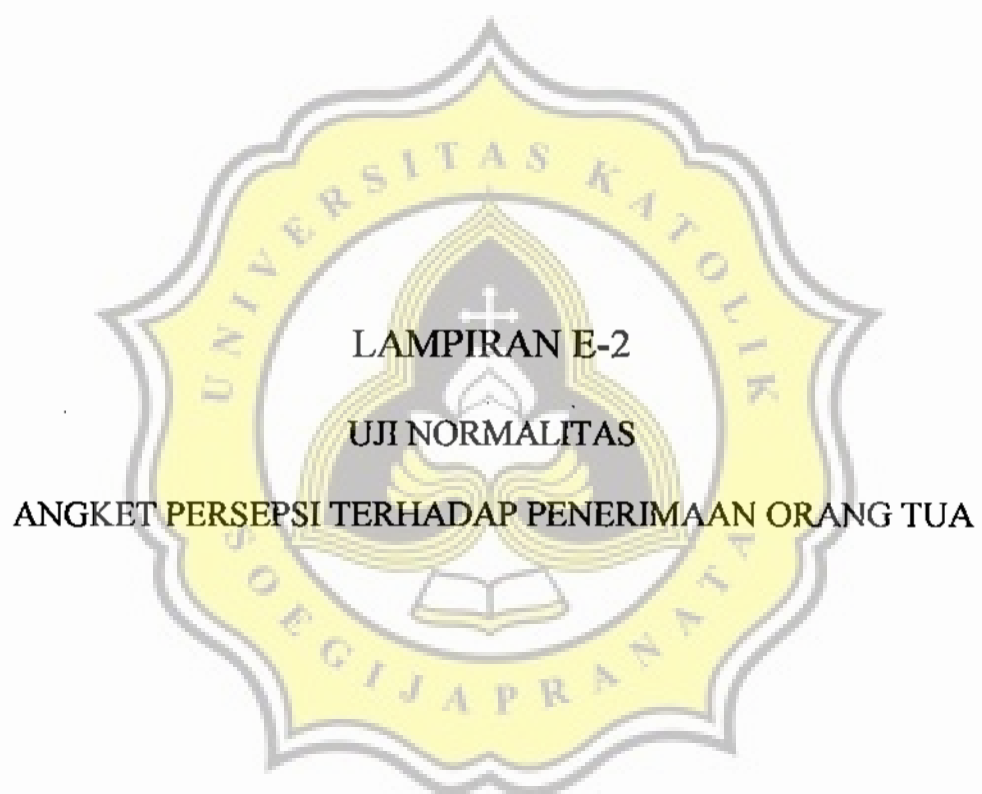 UNIVERSITAS KATOLIK
LAMPIRAN E-2
UJI NORMALITAS
ANGKET PERSEPSI TERHADAP PENERIMAAN ORANG TUA
SOEGIJAPRANATA